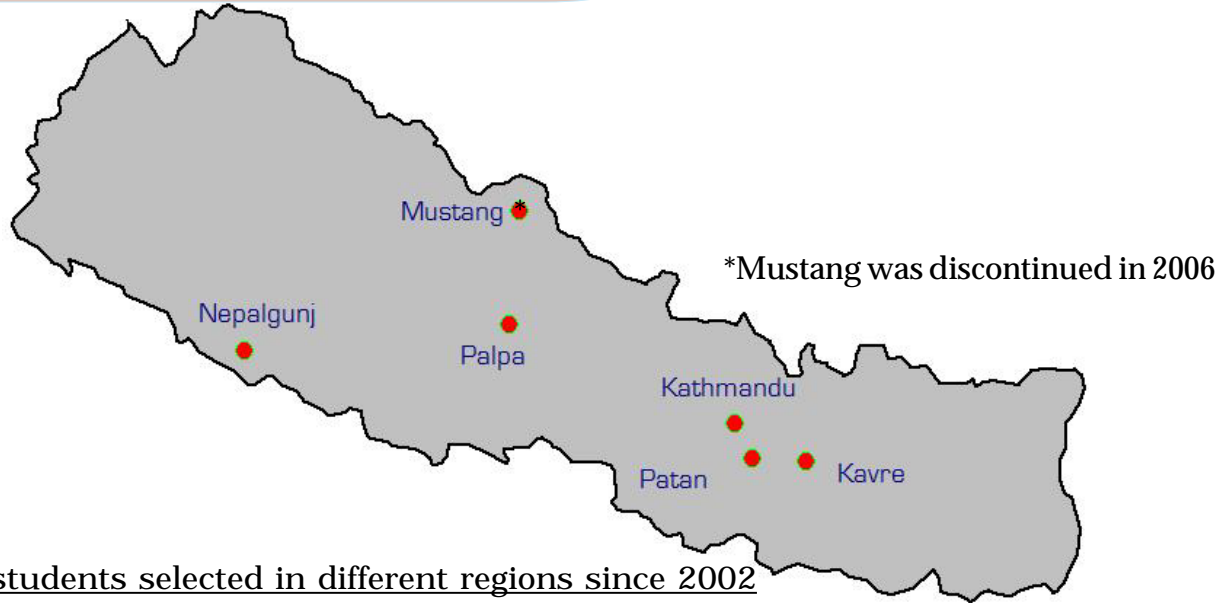 Mustang *
*Mustang was discontinued in 2006
Nepalgunj
Palpa
Kathmandu
Patan
Kavre
students selected in different regions since 2002